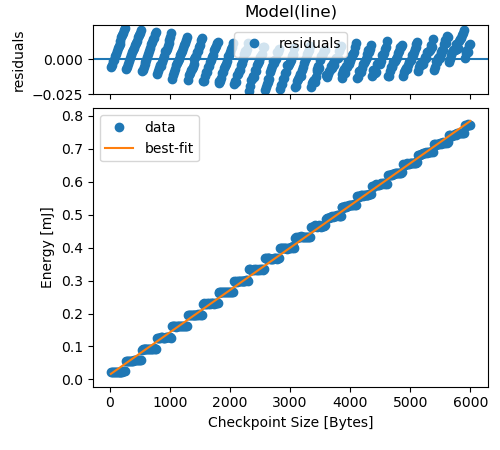 Model(line)
residuals
0.000
−0.025
residuals
data
best-fit
Energy [mJ]
0.8
0.7
0.6
0.5
0.4
0.3
0.2
0.1
0.0
0 1000 2000 3000 4000 5000 6000
Checkpoint Size [Bytes]